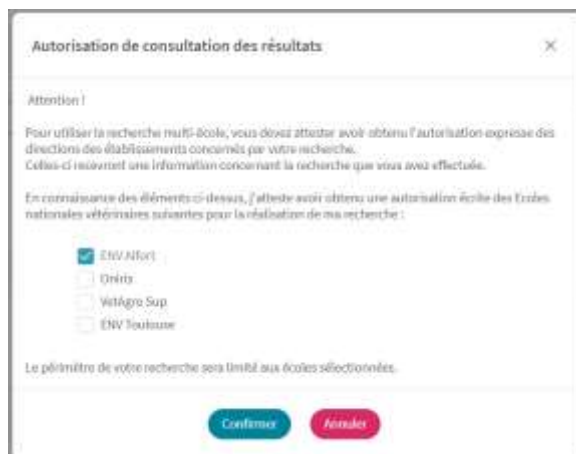 Autorisation de consultation des résultats
Attention !
Pour utiliser la recherche multi-école, vous devez attester avoir obtenu l'autorisation expresse des
directions des établissements concernés par votre recherche.
Celles-ci recevront une information concernant la recherche que vous avez effectuée.
En connaissance des éléments ci-dessus, j'atteste avoir obtenu une autorisation écrite des Ecoles
nationales vétérinaires suivantes pour la réalisation de ma recherche :
ENV Alfort
Oniris
VetAgro Sup
ENV Toulouse
Le périmètre de votre recherche sera limité aux écoles sélectionnées.
Confirmer
Annuler